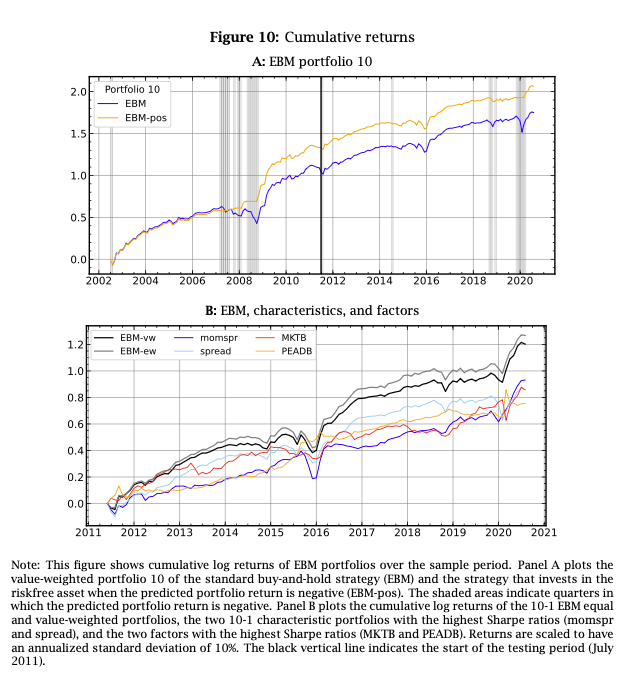 Figure 10: Cumulative returns
A: EBM portfolio 10
Portfolio 10
EBM
EBM-pos
2.0
1.5
1.0
0.5
0.0
2002 2004 2006 2008 2010 2012 2014 2016 2018 2020
B: EBM, characteristics, and factors
EBM-vw momspr MKTB
EBM-ew spread PEADB
1.2
1.0
0.8
0.6
0.4
0.2
0.0
2011 2012 2013 2014 2015 2016 2017 2018 2019 2020 2021
Note: This figure shows cumulative log returns of EBM portfolios over the sample period. Panel A plots the
value-weighted portfolio 10 of the standard buy-and-hold strategy (EBM) and the strategy that invests in the
riskfree asset when the predicted portfolio return is negative (EBM-pos). The shaded areas indicate quarters in
which the predicted portfolio return is negative. Panel B plots the cumulative log returns of the 10-1 EBM equal
and value-weighted portfolios, the two 10-1 characteristic portfolios with the highest Sharpe ratios (momspr
and spread), and the two factors with the highest Sharpe ratios (MKTB and PEADB). Returns are scaled to have
an annualized standard deviation of 10%. The black vertical line indicates the start of the testing period (July
2011).